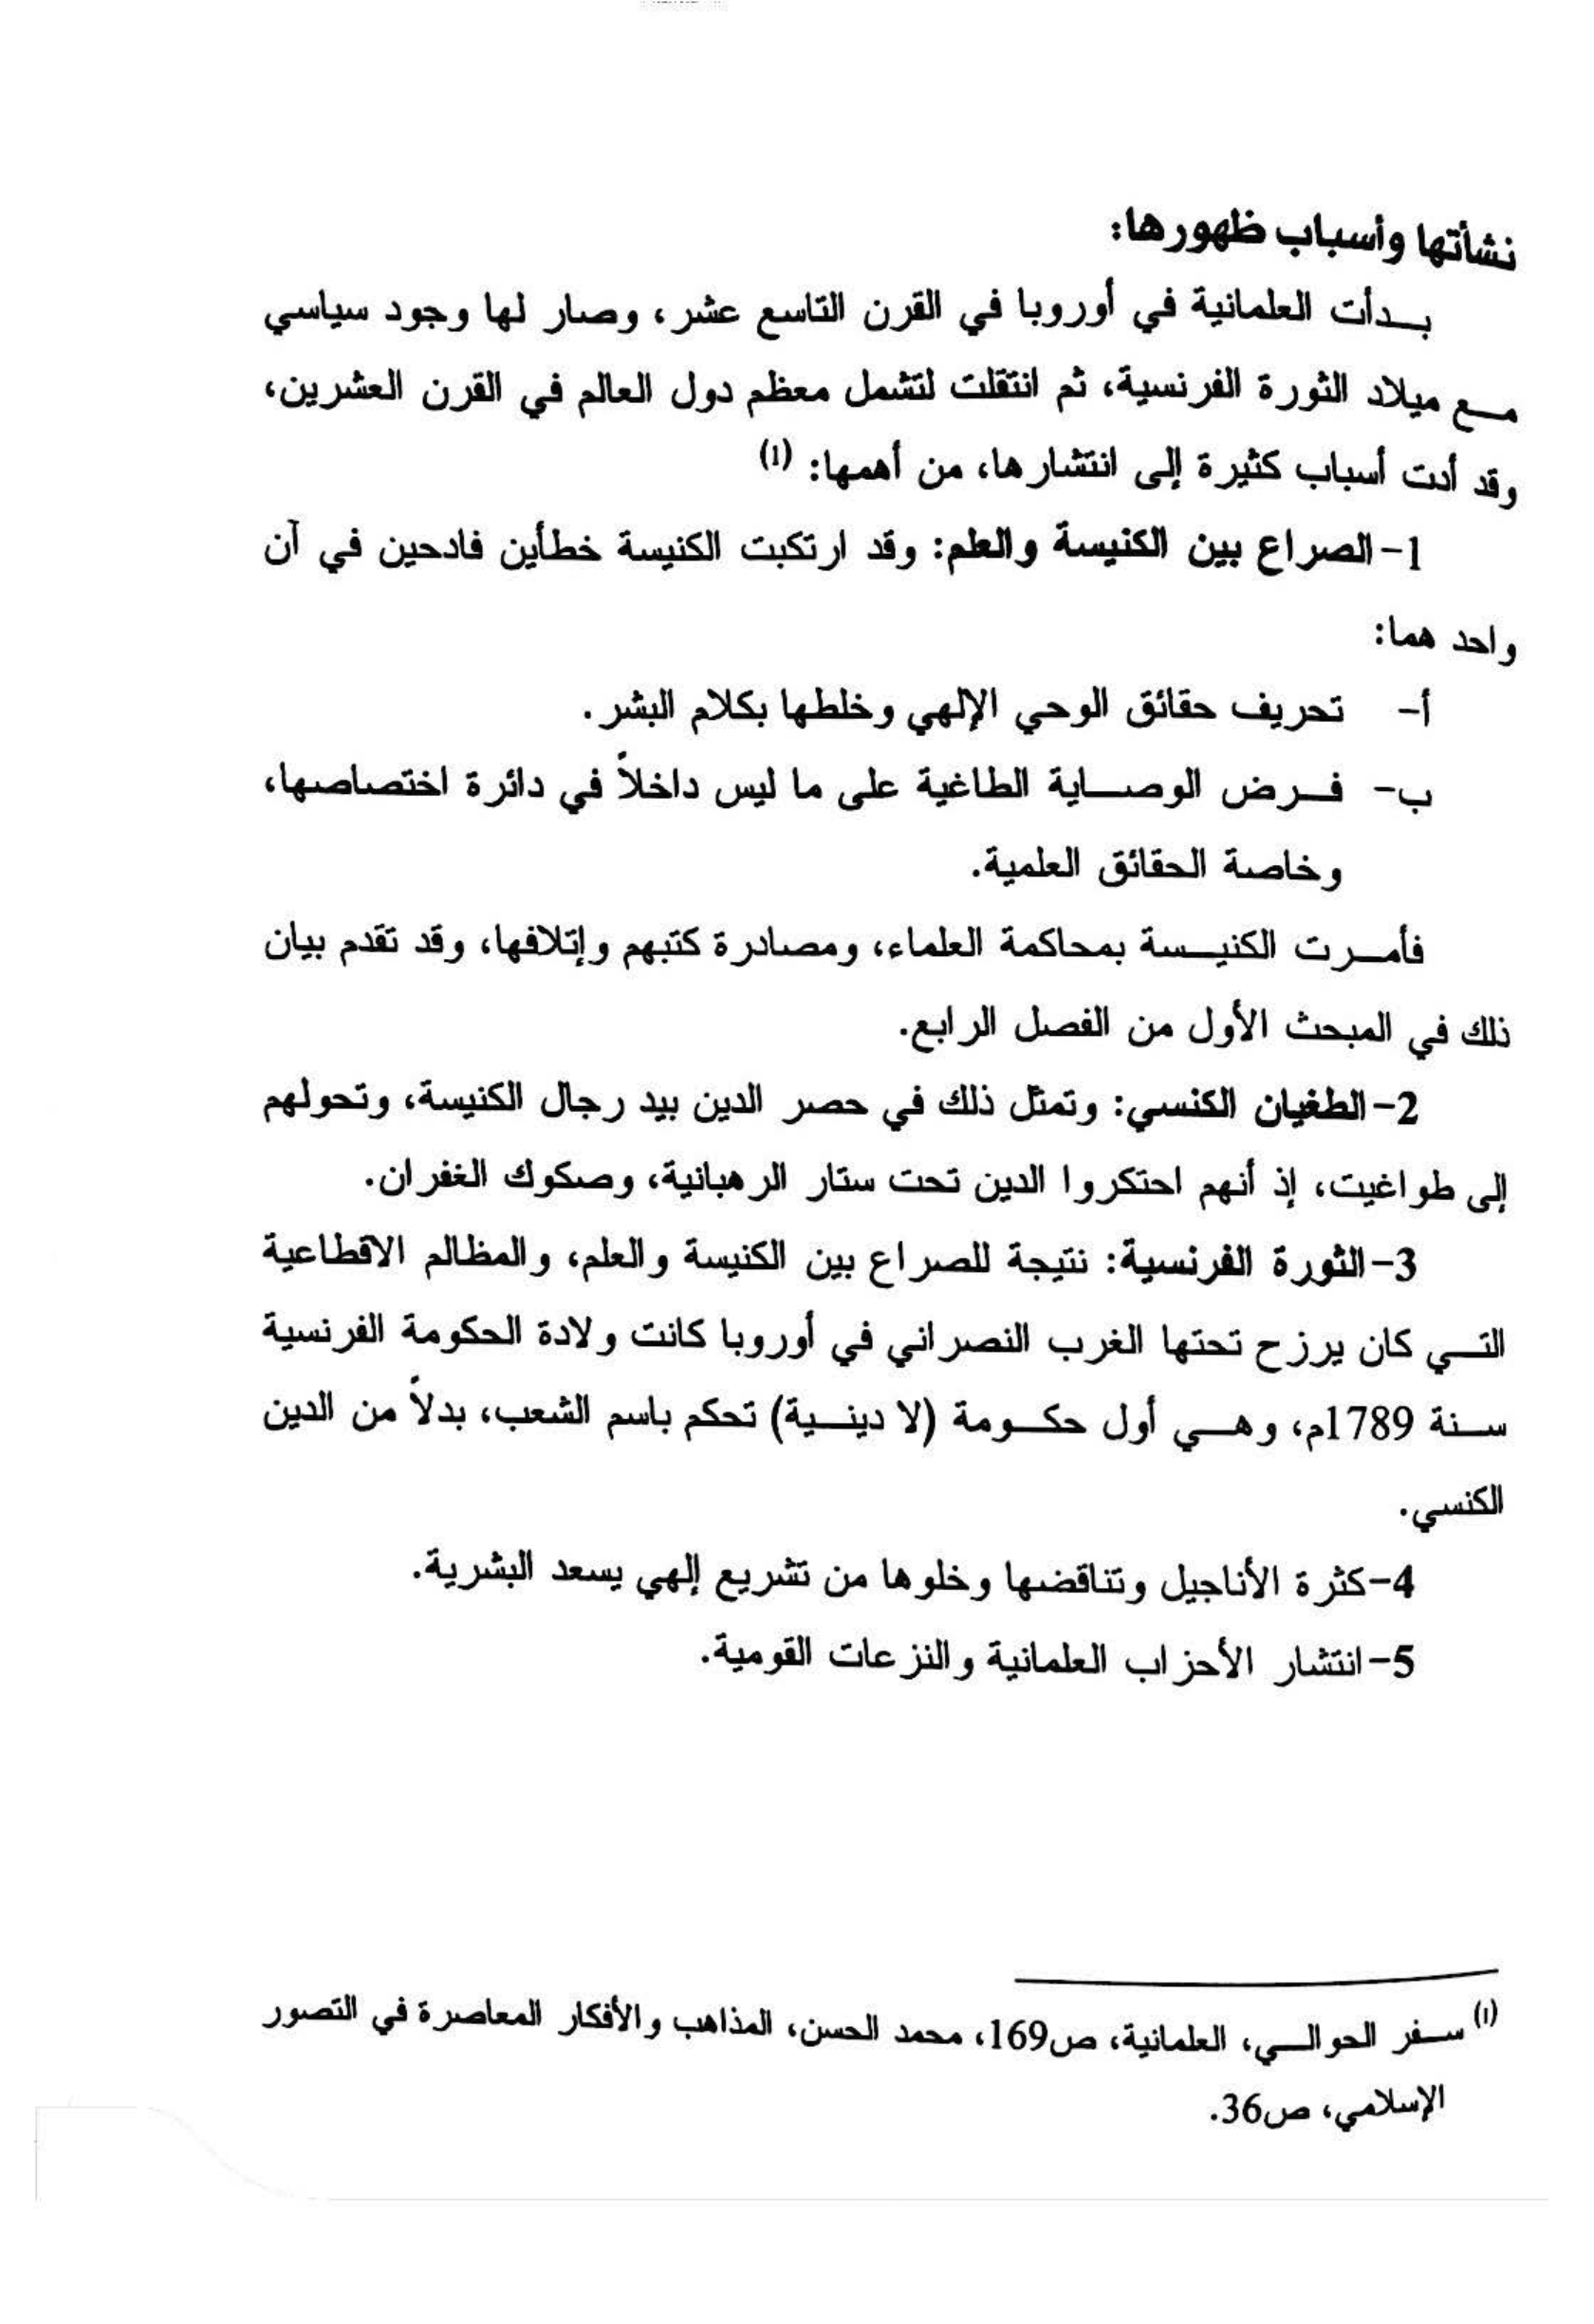 نشأتها وأسباب ظهورها:
بدأت العلمانية في أوروبا في القرن التاسع عشر، وصار لها وجود سياسي
مع ميلاد الثورة الفرنسية، ثم انتقلت لتشمل معظم دول العالم في القرن العشرين،
وقد أدت أسباب كثيرة إلى انتشارها، من أهمها: (1)
1- الصراع بين الكنيسة والعلم: وقد ارتكبت الكنيسة خطأين فادحين في آن
واحد هما:
أ- تحريف حقائق الوحي الإلهي وخلطها بكلام البشر.
ب- فرض الوصاية الطاغية على ما ليس داخلاً في دائرة اختصاصها،
وخاصة الحقائق العلمية.
فأمرت الكنيسة بمحاكمة العلماء، ومصادرة كتبهم وإتلافها، وقد تقدم بيان
ذلك في المبحث الأول من الفصل الرابع.
2- الطغيان الكنسي: وتمثل ذلك في حصر الدين بيد رجال الكنيسة، وتحولهم
إلى طواغيت، إذ أنهم احتكروا الدين تحت ستار الرهبانية، وصكوك الغفران.
3- الثورة الفرنسية: نتيجة للصراع بين الكنيسة والعلم، والمظالم الاقطاعية
التي كان يرزح تحتها الغرب النصراني في أوروبا كانت ولادة الحكومة الفرنسية
سنة 1789م، وهي أول حكومة (لا دينية) تحكم باسم الشعب، بدلاً من الدين
الكنسي.
4- كثرة الأناجيل وتناقضها وخلوها من تشريع إلهي يسعد البشرية.
5- انتشار الأحزاب العلمانية والنزعات القومية.
(1) سفر الحوالي، العلمانية، ص169، محمد الحسن، المذاهب والأفكار المعاصرة في التصور
الإسلامي، ص36.